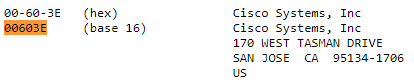 00-60-3E (hex) Cisco Systems, Inc
00603E (base 16) Cisco Systems, Inc
170 WEST TASMAN DRIVE
SAN JOSE CA 95134-1706
US